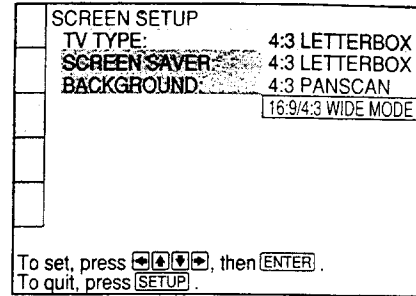 SCREEN SETUP
TV TYPE: 4:3 LETTERBOX
SCREEN SAVER: 4:3 LETTERBOX
BACKGROUND: 4:3 PANSCAN
16:9/4:3 WIDE MODE
To set, press ←↑↓→, then ENTER.
To quit, press SETUP.